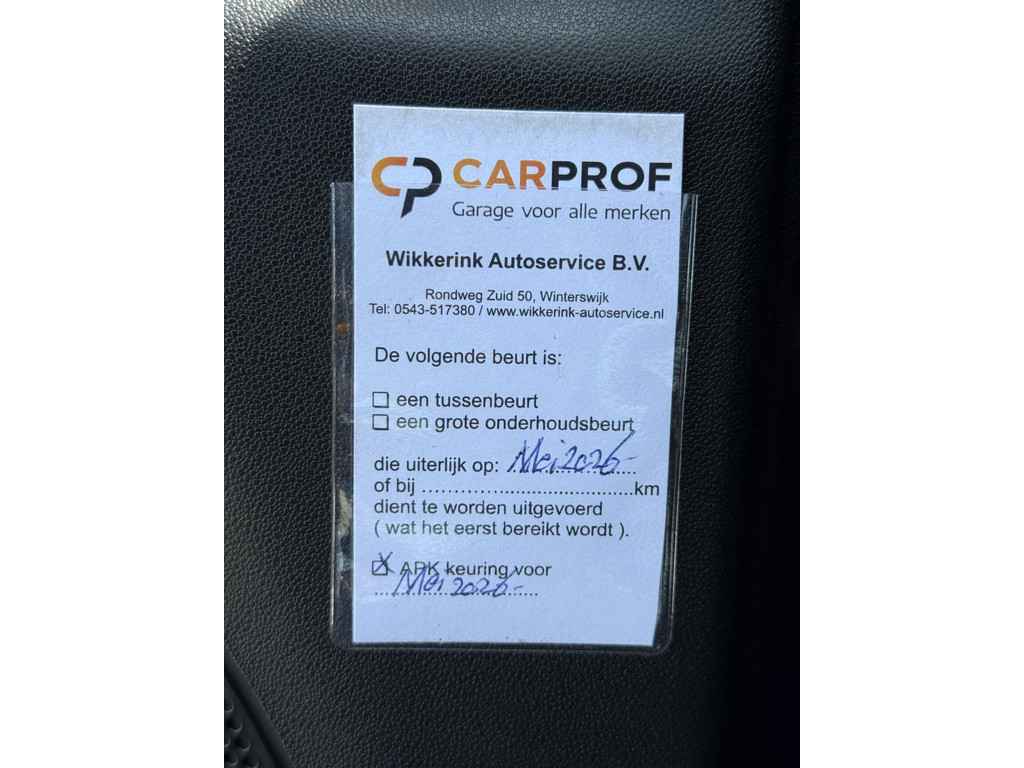 CP CARPROF
Garage voor alle merken
Wikkerink Autoservice B.V.
Rondweg Zuid 50, Winterswijk
Tel: 0543-517380 / www.wikkerink-autoservice.nl
De volgende beurt is:
☐ een tussenbeurt
☐ een grote onderhoudsbeurt
die uiterlijk op: Mei 2026-
of bij ....................................km
dient te worden uitgevoerd
( wat het eerst bereikt wordt ).
☒ APK keuring voor
Mei 2026-